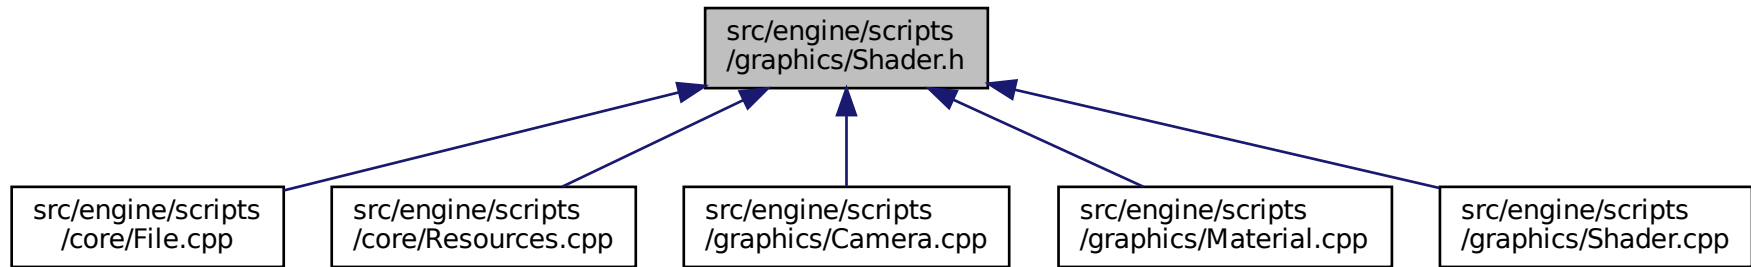 src/engine/scripts
/graphics/Shader.h
src/engine/scripts
/core/File.cpp
src/engine/scripts
/core/Resources.cpp
src/engine/scripts
/graphics/Camera.cpp
src/engine/scripts
/graphics/Material.cpp
src/engine/scripts
/graphics/Shader.cpp